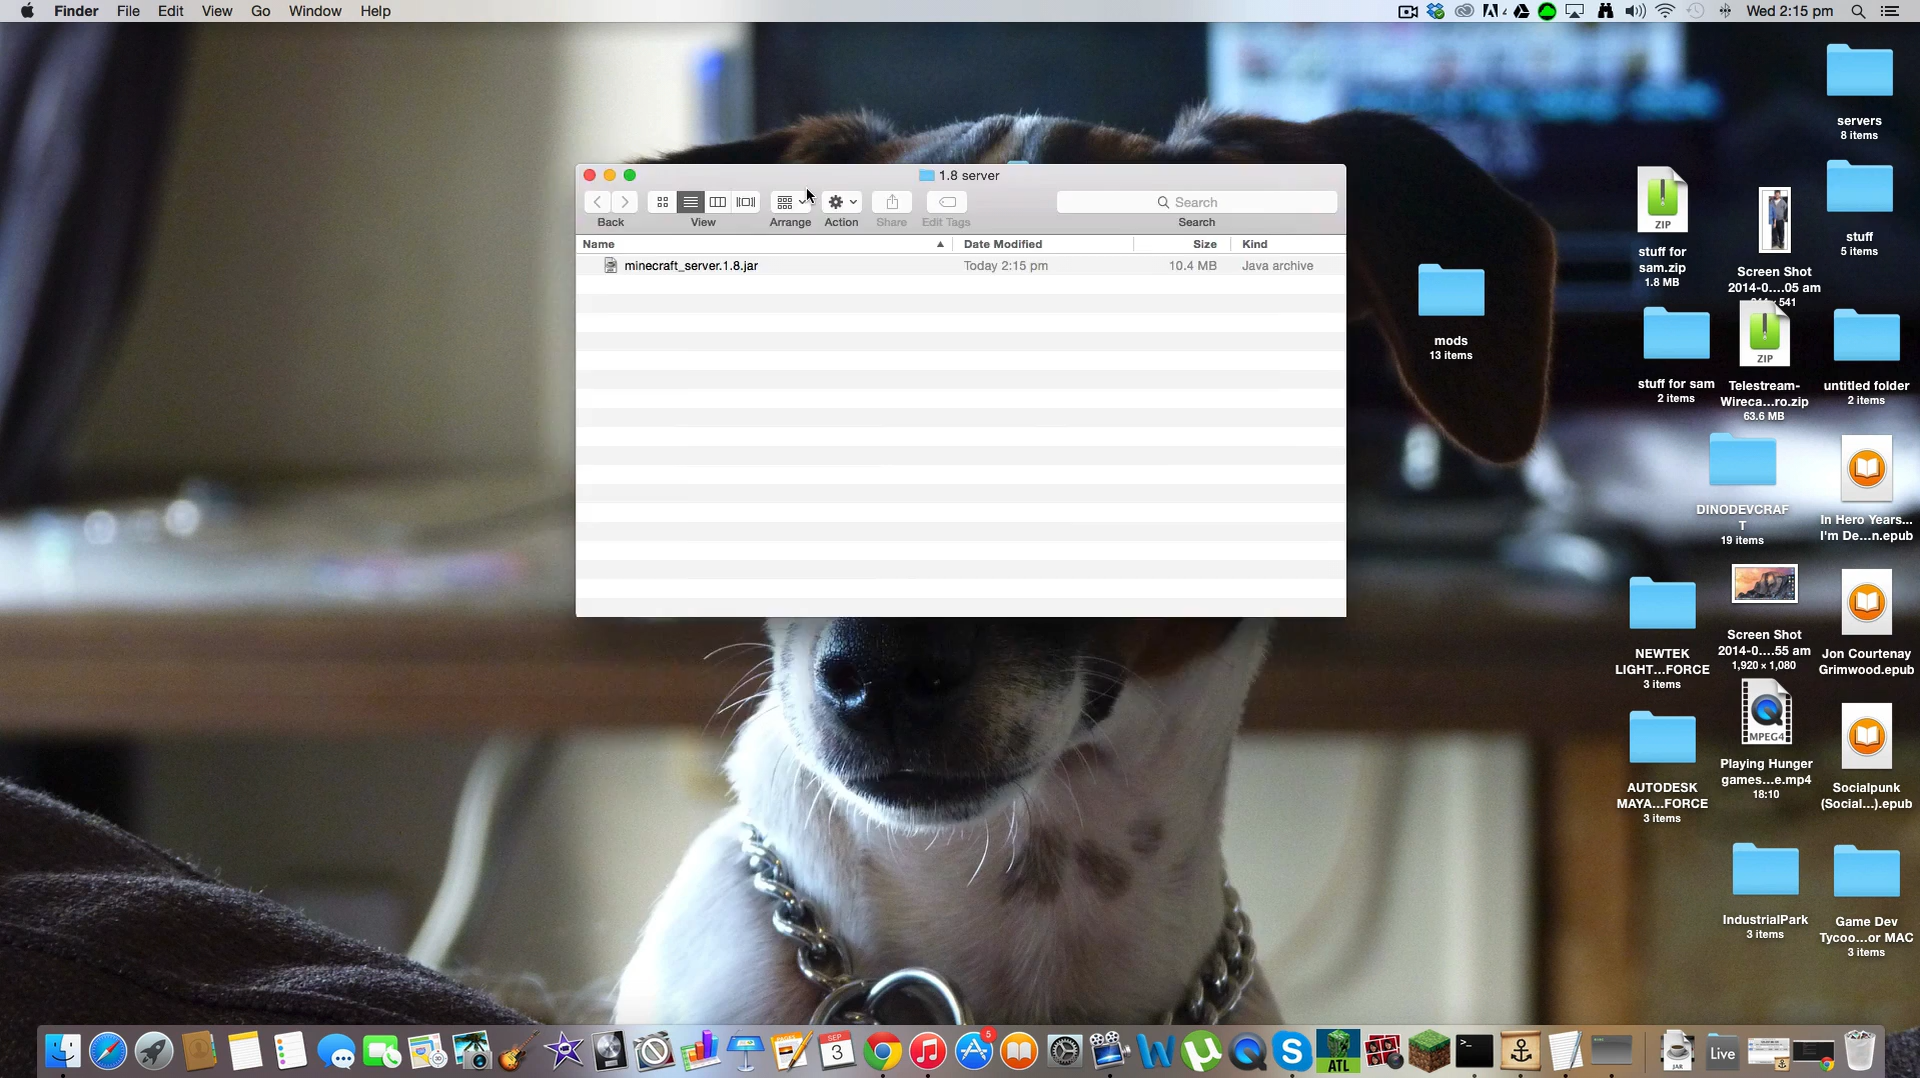 Finder File Edit View Go Window Help
Wed 2:15 pm
1.8 server
Search
Back View Arrange Action Share Edit Tags Search
Name Date Modified Size Kind
minecraft_server.1.8.jar Today 2:15 pm 10.4 MB Java archive
servers
8 items
ZIP
stuff for
sam.zip
1.8 MB
Screen Shot
2014-0....05 am
541
stuff
5 items
mods
13 items
stuff for sam
2 items
ZIP
Telestream-
Wireca...ro.zip
63.6 MB
untitled folder
2 items
DINODEVCRAF
T
19 items
In Hero Years...
I'm De...n.epub
NEWTEK
LIGHT...FORCE
3 items
Screen Shot
2014-0....55 am
1,920 × 1,080
Jon Courtenay
Grimwood.epub
AUTODESK
MAYA...FORCE
3 items
MPEG4
Playing Hunger
games...e.mp4
18:10
Socialpunk
(Social...).epub
IndustrialPark
3 items
Game Dev
Tycoo...or MAC
3 items
SEP
3
5
ATL
JAR
Live